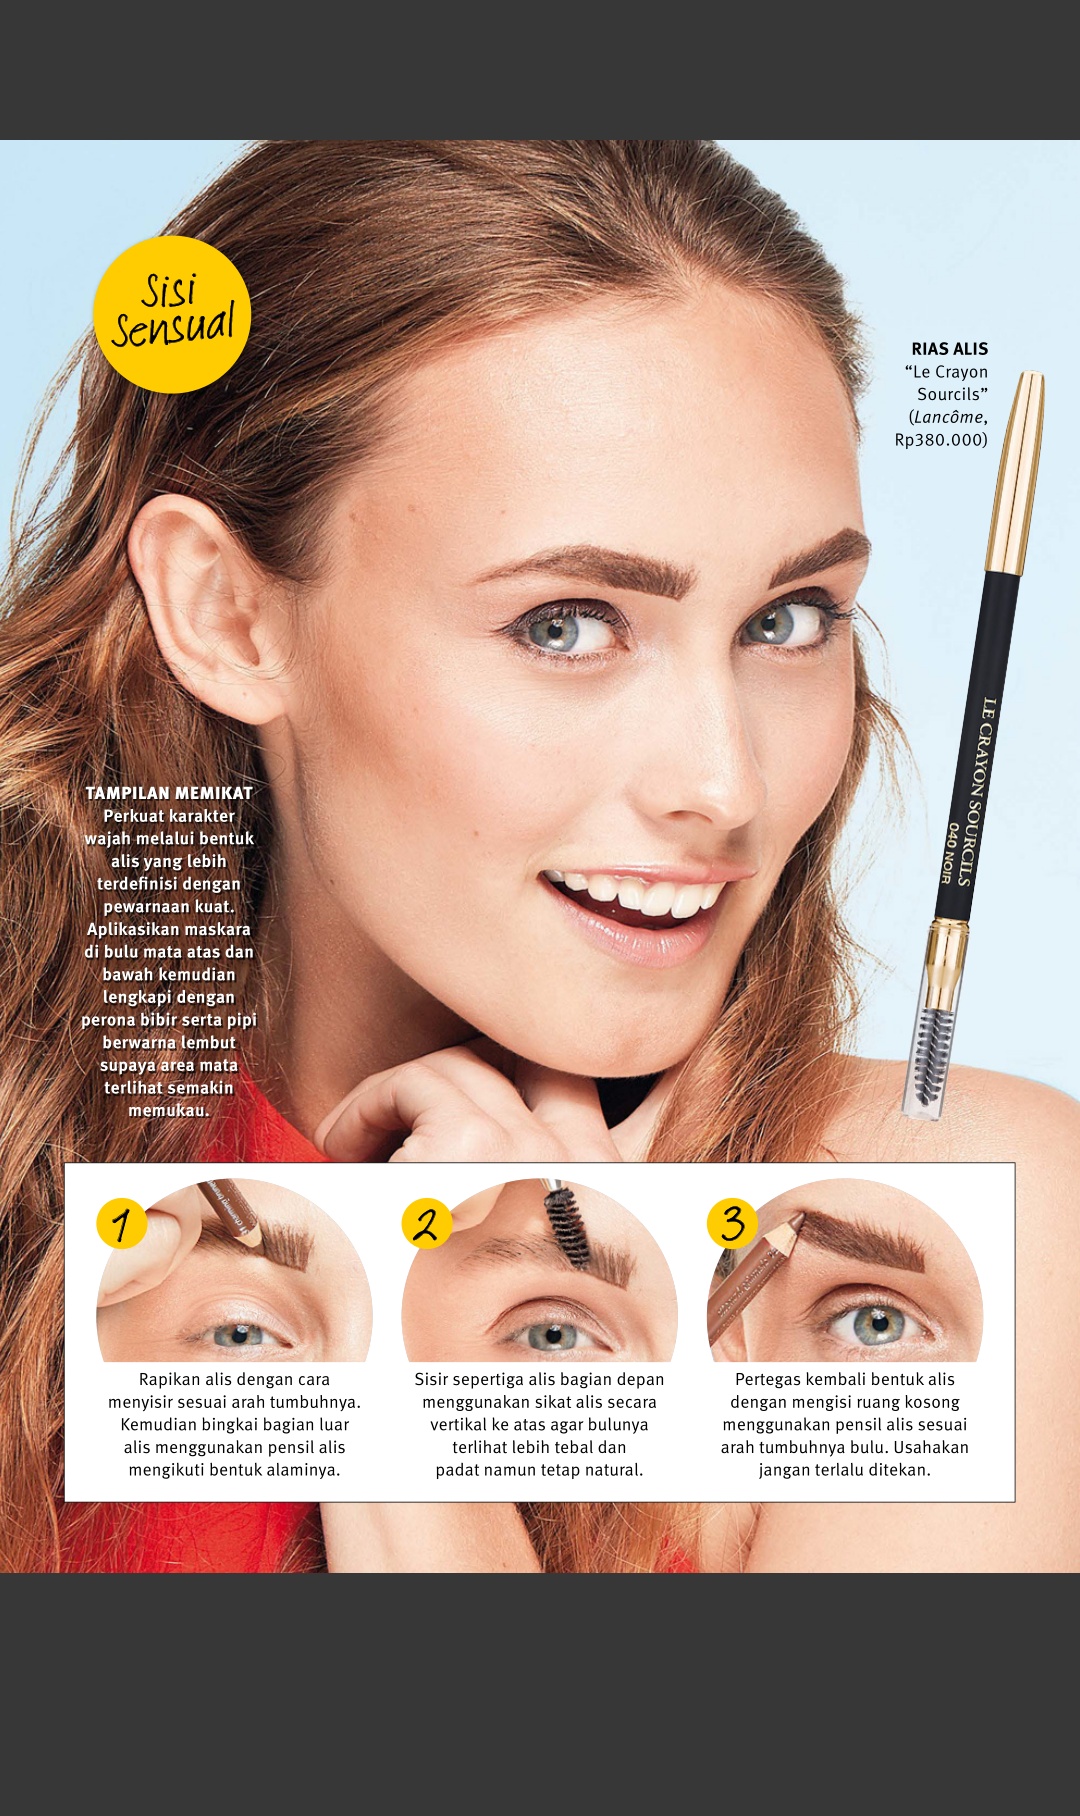 Sisi
Sensual
RIAS ALIS
“Le Crayon
Sourcils”
(Lancôme,
Rp380.000)
LE CRAYON SOURCILS
040 NOIR
TAMPILAN MEMIKAT
Perkuat karakter
wajah melalui bentuk
alis yang lebih
terdefinisi dengan
pewarnaan kuat.
Aplikasikan maskara
di bulu mata atas dan
bawah kemudian
lengkapi dengan
perona bibir serta pipi
berwarna lembut
supaya area mata
terlihat semakin
memukau.
1
Rapikan alis dengan cara
menyisir sesuai arah tumbuhnya.
Kemudian bingkai bagian luar
alis menggunakan pensil alis
mengikuti bentuk alaminya.
2
Sisir sepertiga alis bagian depan
menggunakan sikat alis secara
vertikal ke atas agar bulunya
terlihat lebih tebal dan
padat namun tetap natural.
3
Pertegas kembali bentuk alis
dengan mengisi ruang kosong
menggunakan pensil alis sesuai
arah tumbuhnya bulu. Usahakan
jangan terlalu ditekan.